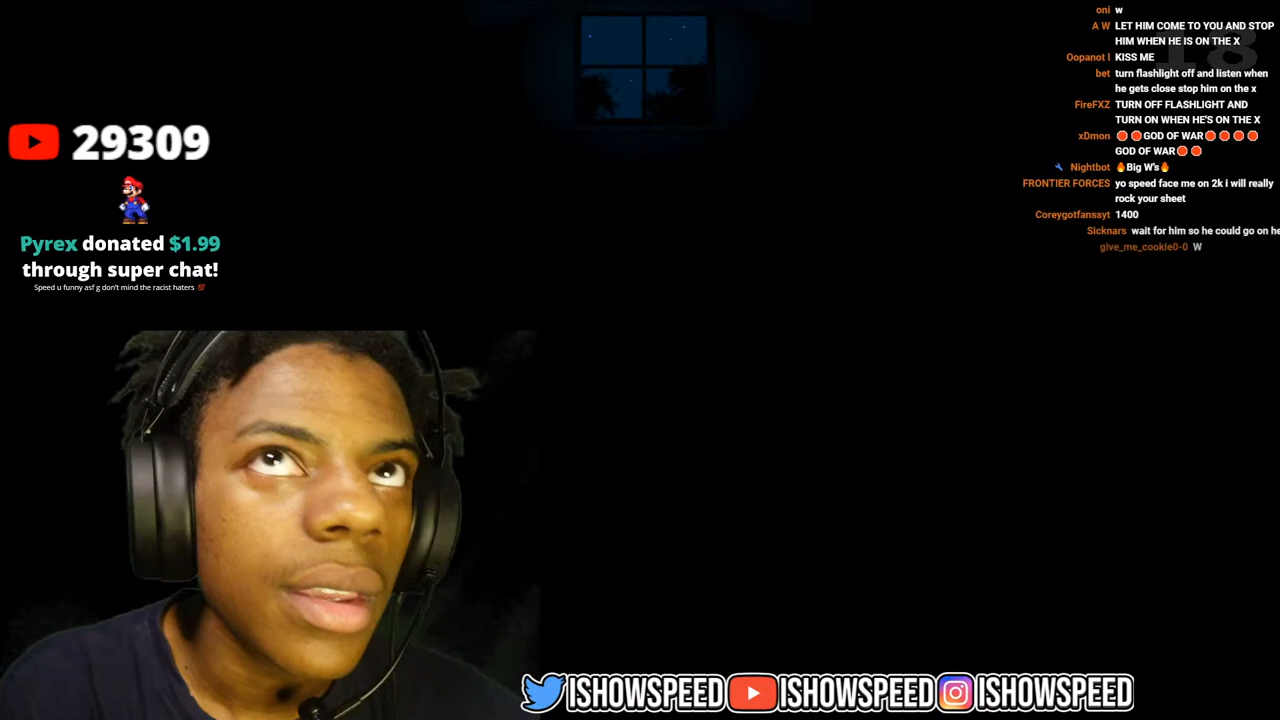 29309
Pyrex donated $1.99
through super chat!
Speed u funny asf g don't mind the racist haters 💯
oni w
A W LET HIM COME TO YOU AND STOP
HIM WHEN HE IS ON THE X
Oopanot I KISS ME
bet turn flashlight off and listen when
he gets close stop him on the x
FireFXZ TURN OFF FLASHLIGHT AND
TURN ON WHEN HE'S ON THE X
xDmon 🛑 🛑GOD OF WAR🛑 🛑 🛑 🛑
GOD OF WAR🛑 🛑
Nightbot 🔥Big W's🔥
FRONTIER FORCES yo speed face me on 2k i will really
rock your sheet
Coreygotfanssyt 1400
Sicknars wait for him so he could go on he
give_me_cookie0-0 W
18
ISHOWSPEED ISHOWSPEED ISHOWSPEED